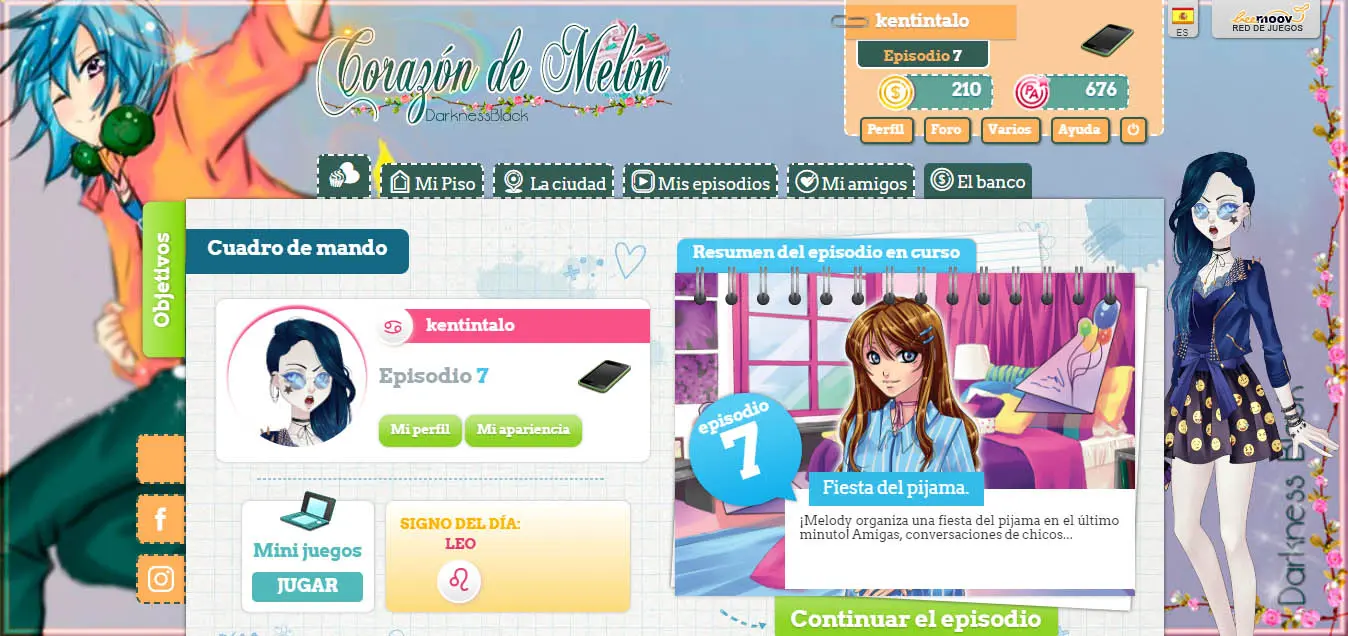 kentintalo
ES
beemoov
RED DE JUEGOS
Episodio 7
210
PA
676
Perfil
Foro
Varios
Ayuda
Corazón de Melón
DarknessBlack
Mi Piso
La ciudad
Mis episodios
Mi amigos
El banco
Objetivos
Cuadro de mando
Resumen del episodio en curso
kentintalo
Episodio 7
Mi perfil
Mi apariencia
episodio
7
Fiesta del pijama.
¡Melody organiza una fiesta del pijama en el último
minuto! Amigas, conversaciones de chicos...
Mini juegos
JUGAR
SIGNO DEL DÍA:
LEO
Continuar el episodio